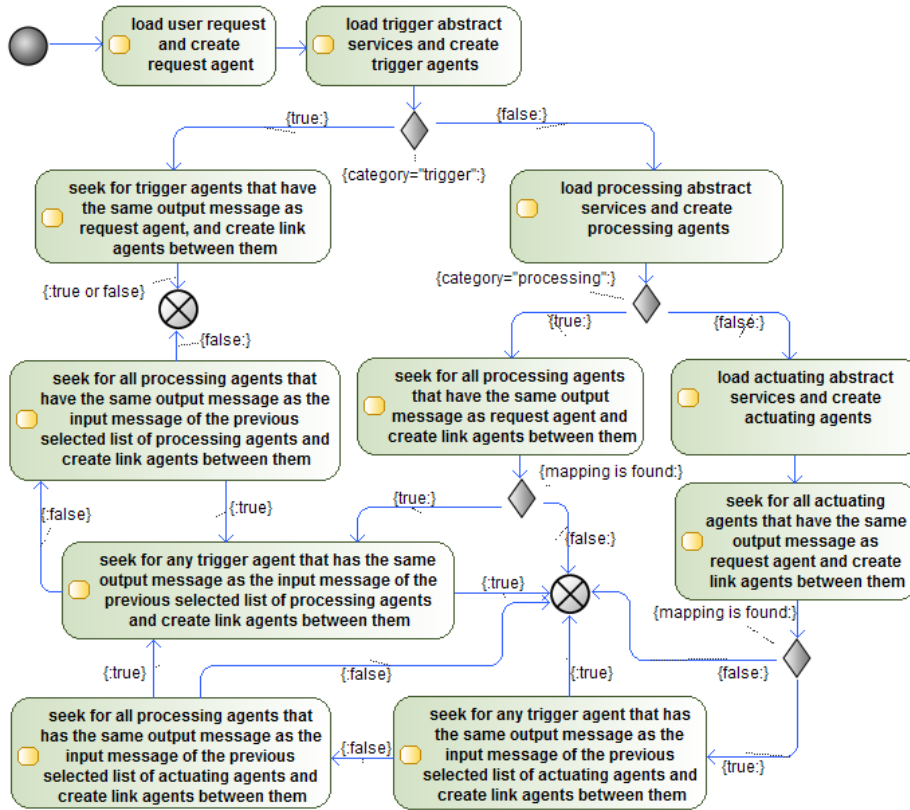 load user request
and create
request agent
load trigger abstract
services and create
trigger agents
{true:}
{false:}
{category="trigger":}
seek for trigger agents that have
the same output message as
request agent, and create link
agents between them
load processing abstract
services and create
processing agents
{:true or false}
{category="processing":}
{false:}
{true:}
{false:}
seek for all processing agents that
have the same output message as the
input message of the previous
selected list of processing agents and
create link agents between them
seek for all processing agents
that have the same output
message as request agent and
create link agents between them
load actuating abstract
services and create
actuating agents
{mapping is found:}
{:false}
{:true}
{true:}
{false:}
seek for all actuating
agents that have the same
output message as
request agent and create
link agents between them
seek for any trigger agent that has the same
output message as the input message of the
previous selected list of processing agents
and create link agents between them
{:true}
{mapping is found:}
{:true}
{:false}
{:true}
{false:}
seek for all processing agents that
has the same output message as the
input message of the previous
selected list of actuating agents and
create link agents between them
{:false}
seek for any trigger agent that has
the same output message as the
input message of the previous
selected list of actuating agents and
create link agents between them
{true:}